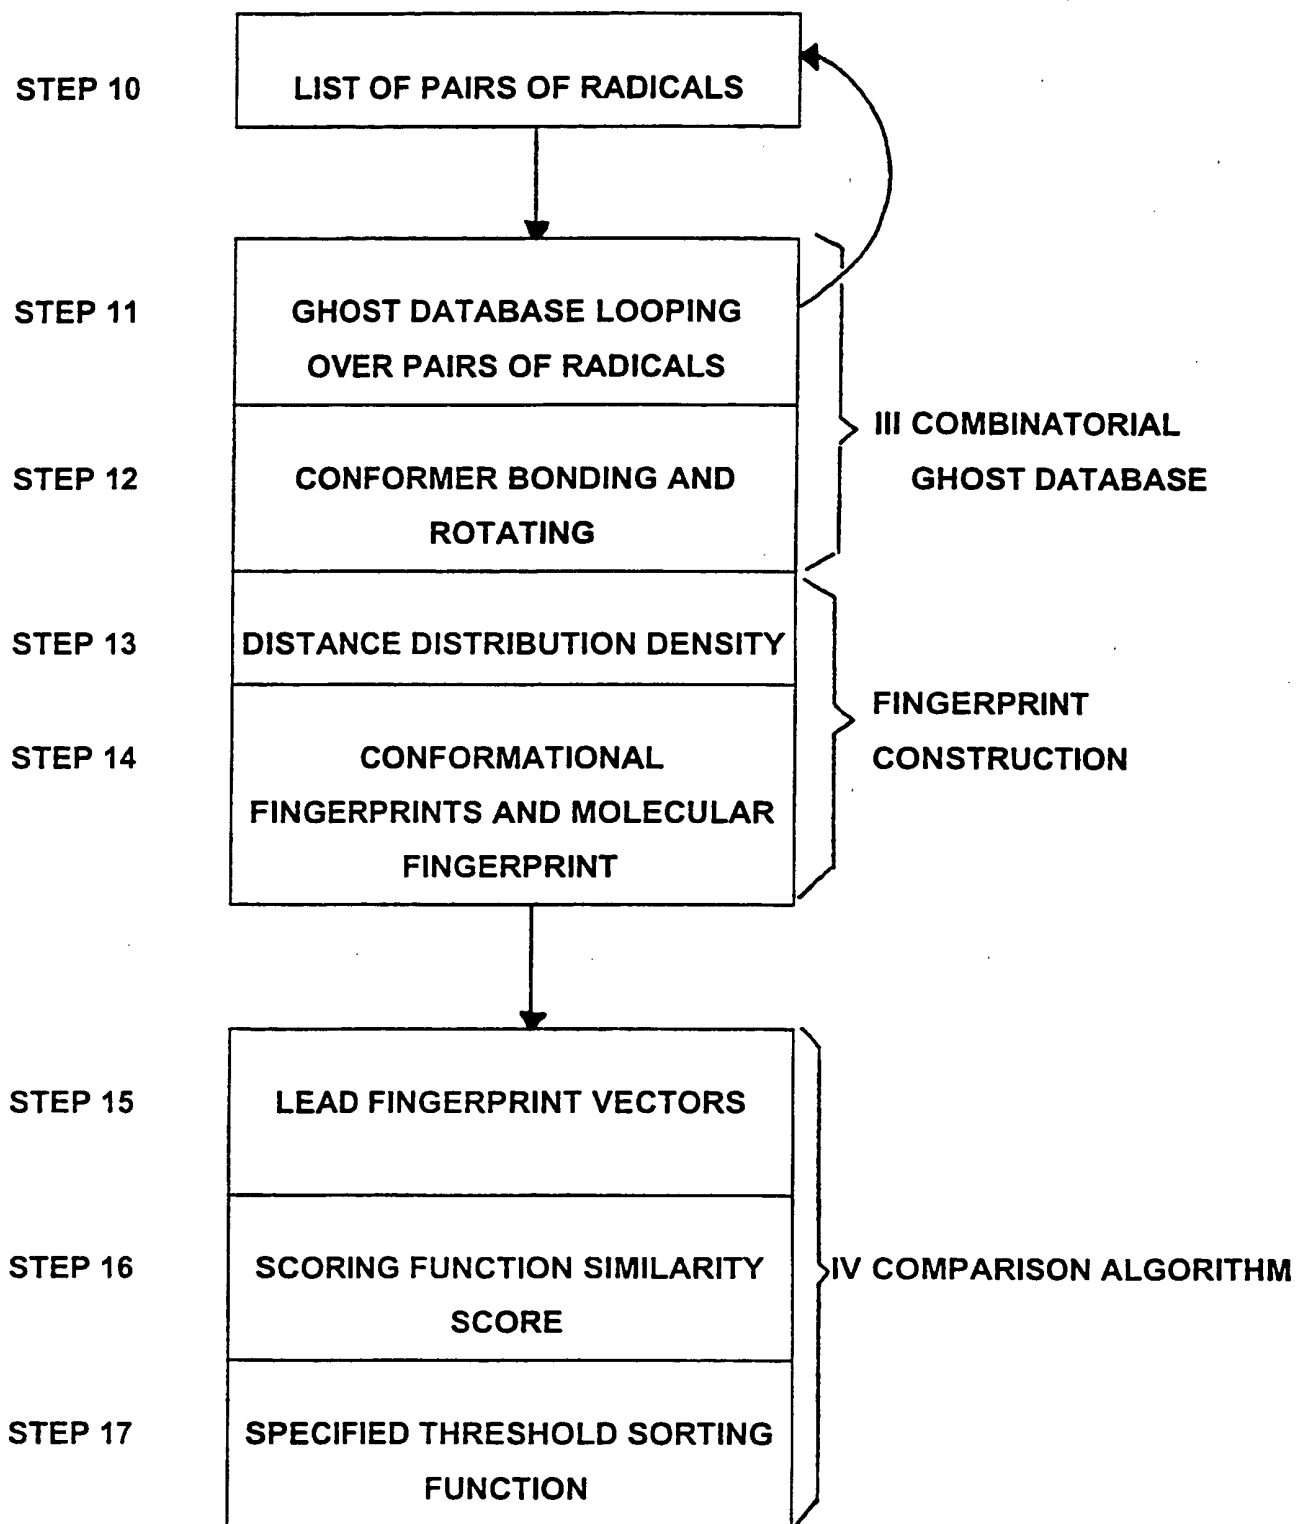 STEP 10
LIST OF PAIRS OF RADICALS
STEP 11
GHOST DATABASE LOOPING
OVER PAIRS OF RADICALS
III COMBINATORIAL
GHOST DATABASE
STEP 12
CONFORMER BONDING AND
ROTATING
STEP 13
DISTANCE DISTRIBUTION DENSITY
FINGERPRINT
CONSTRUCTION
STEP 14
CONFORMATIONAL
FINGERPRINTS AND MOLECULAR
FINGERPRINT
STEP 15
LEAD FINGERPRINT VECTORS
STEP 16
SCORING FUNCTION SIMILARITY
SCORE
IV COMPARISON ALGORITHM
STEP 17
SPECIFIED THRESHOLD SORTING
FUNCTION